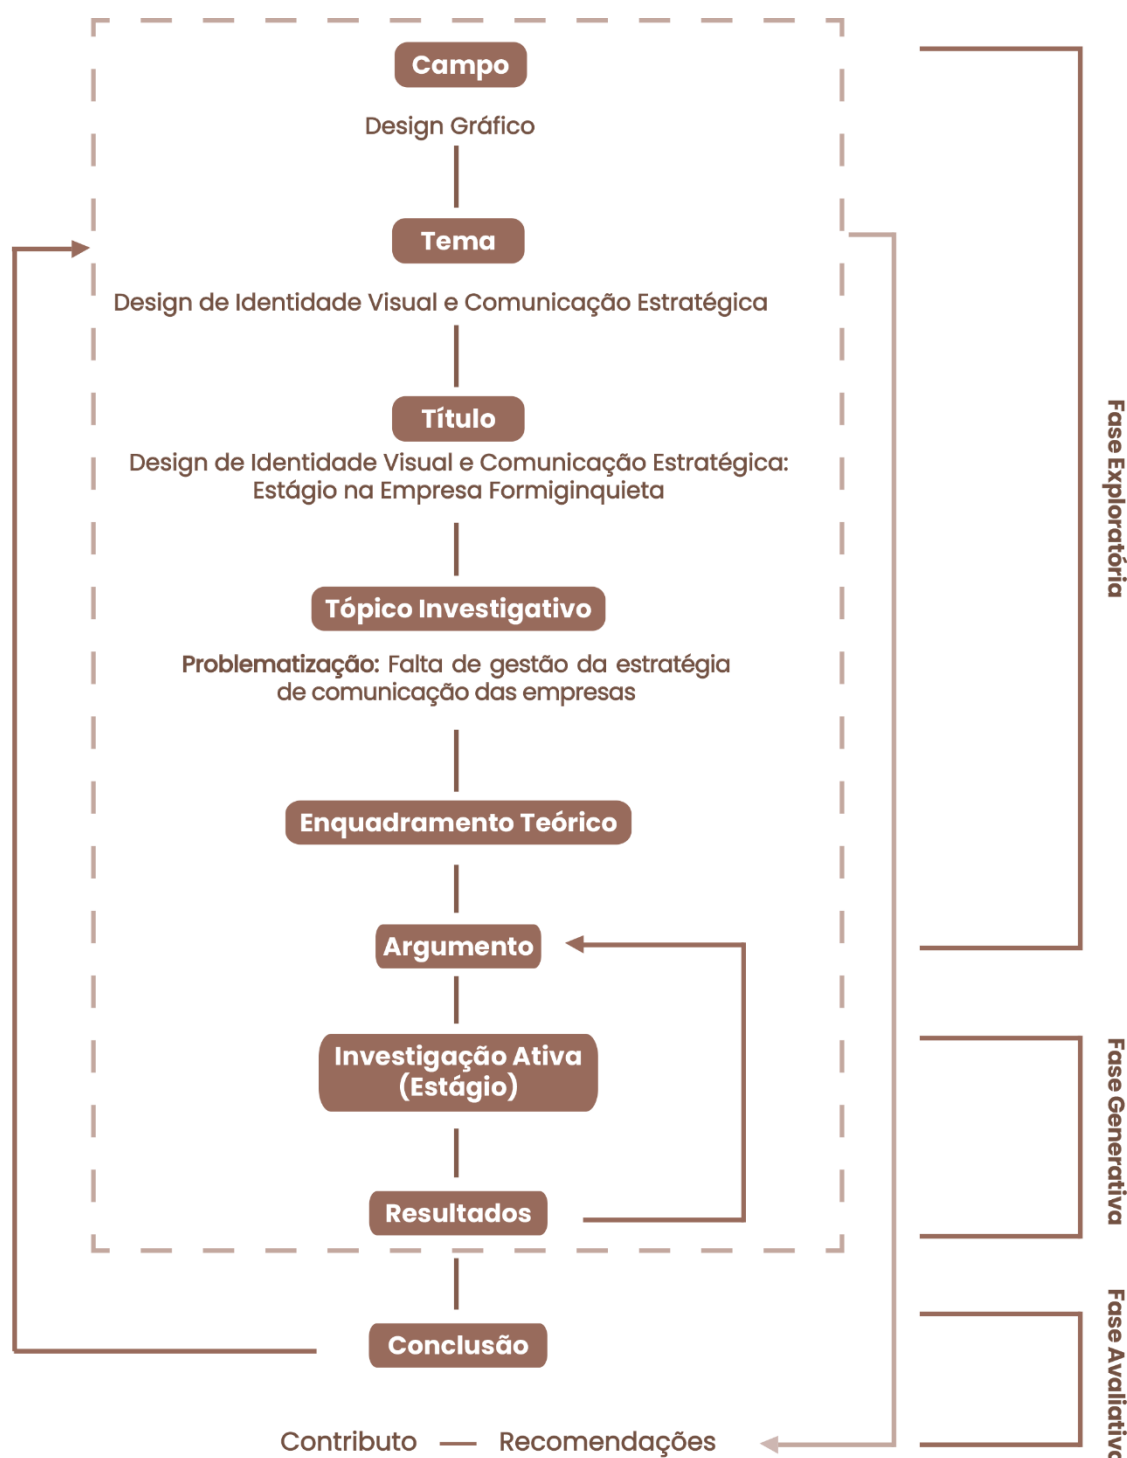 Campo
Design Gráfico
Tema
Design de Identidade Visual e Comunicação Estratégica
Título
Design de Identidade Visual e Comunicação Estratégica:
Estágio na Empresa Formiginquieta
Tópico Investigativo
Problematização: Falta de gestão da estratégia
de comunicação das empresas
Enquadramento Teórico
Argumento
Investigação Ativa
(Estágio)
Resultados
Conclusão
Contributo — Recomendações
Fase Exploratória
Fase Generativa
Fase Avaliativa